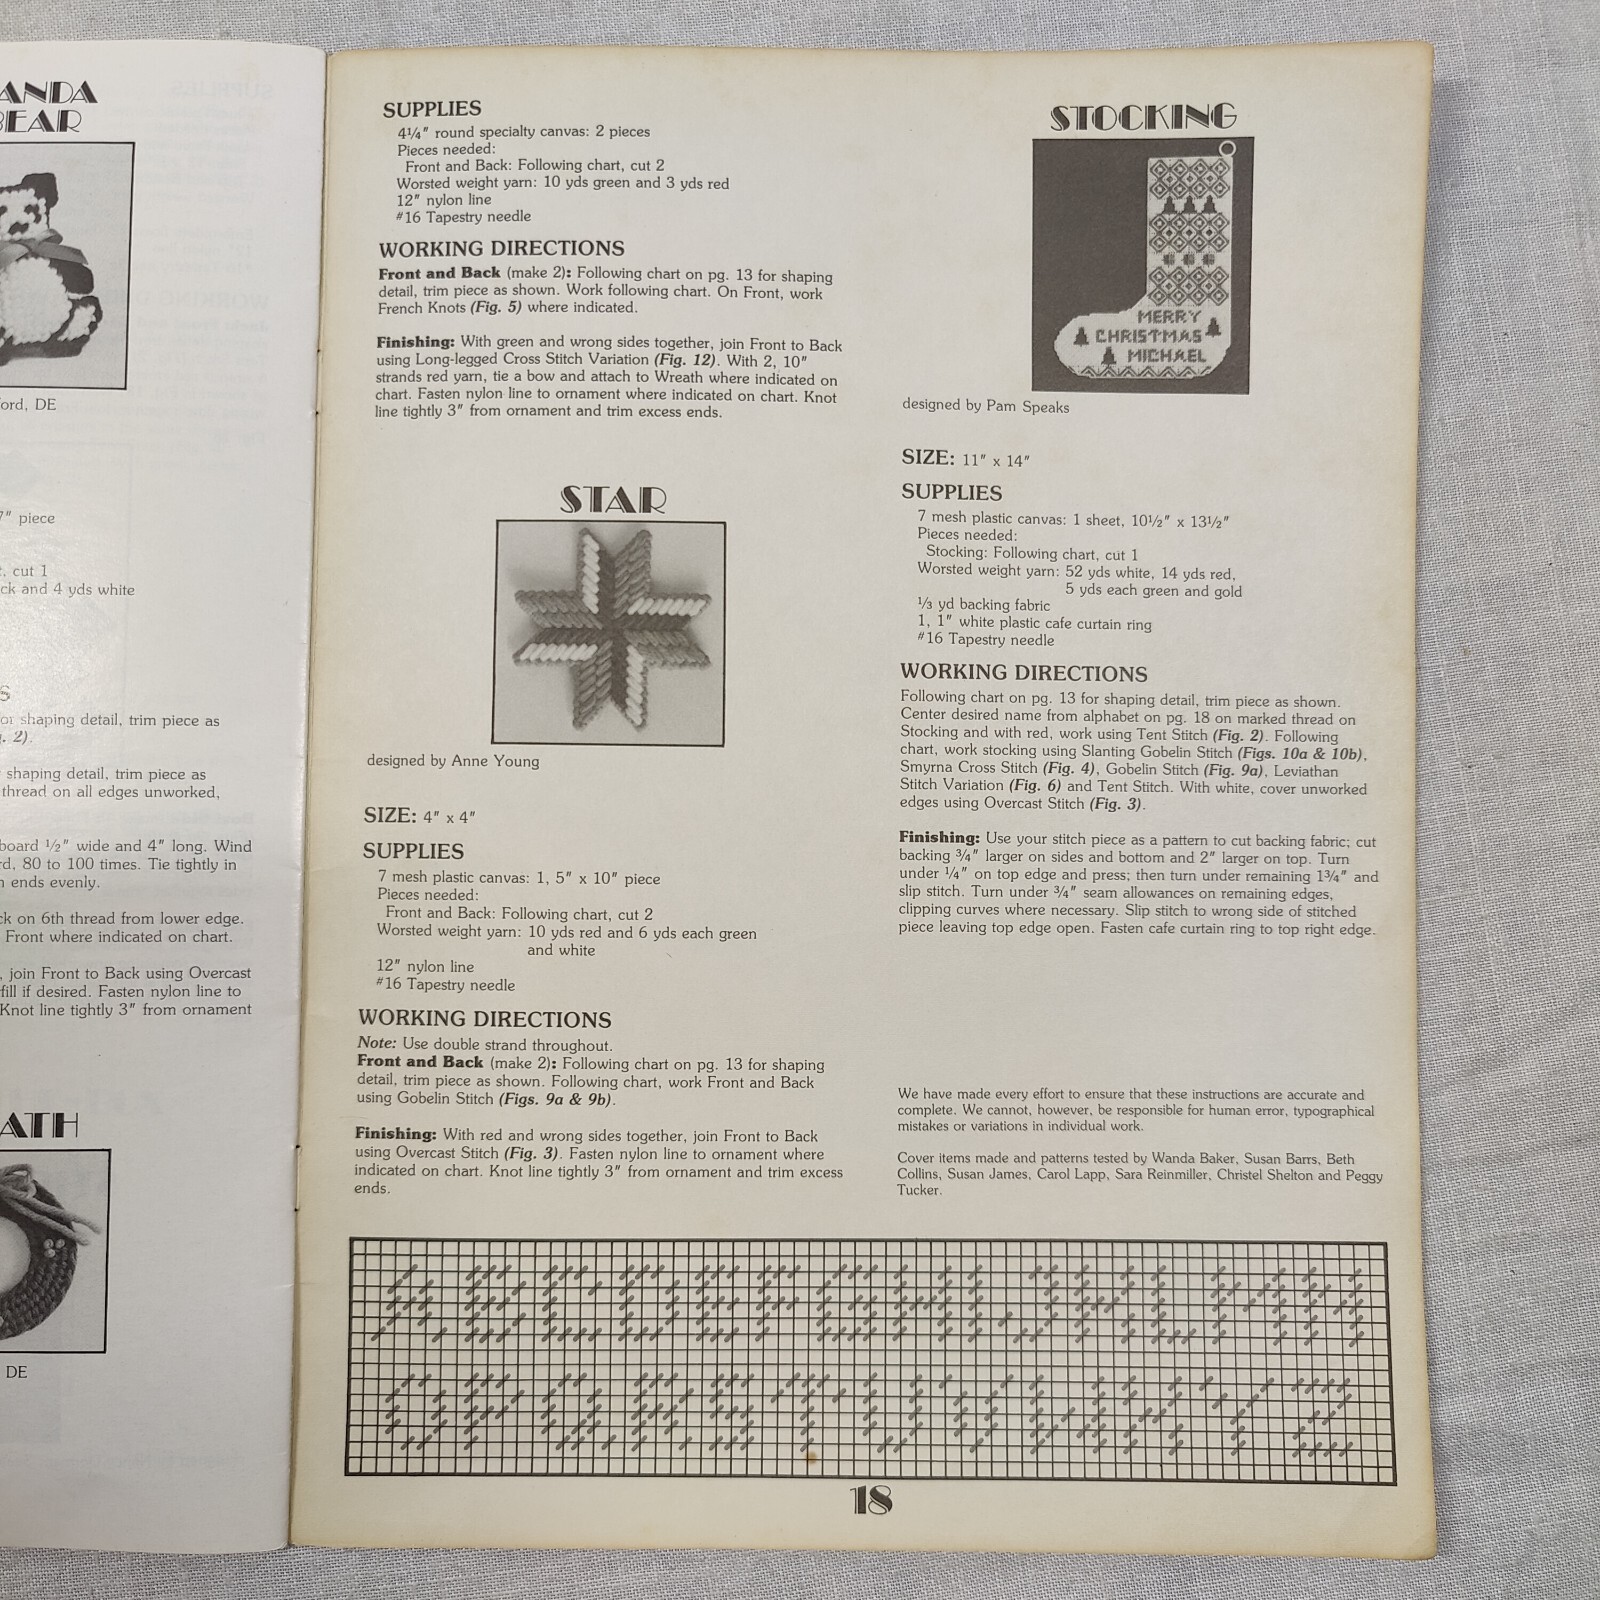 ANDA
BEAR
ford, DE
7" piece
, cut 1
ck and 4 yds white
S
or shaping detail, trim piece as
. 2).
shaping detail, trim piece as
thread on all edges unworked,
board ½" wide and 4" long. Wind
rd, 80 to 100 times. Tie tightly in
n ends evenly.
ck on 6th thread from lower edge.
Front where indicated on chart.
, join Front to Back using Overcast
fill if desired. Fasten nylon line to
Knot line tightly 3" from ornament
ATH
DE
SUPPLIES
4¼" round specialty canvas: 2 pieces
Pieces needed:
Front and Back: Following chart, cut 2
Worsted weight yarn: 10 yds green and 3 yds red
12" nylon line
#16 Tapestry needle
WORKING DIRECTIONS
Front and Back (make 2): Following chart on pg. 13 for shaping
detail, trim piece as shown. Work following chart. On Front, work
French Knots (Fig. 5) where indicated.
Finishing: With green and wrong sides together, join Front to Back
using Long-legged Cross Stitch Variation (Fig. 12). With 2, 10"
strands red yarn, tie a bow and attach to Wreath where indicated on
chart. Fasten nylon line to ornament where indicated on chart. Knot
line tightly 3" from ornament and trim excess ends.
STAR
designed by Anne Young
SIZE: 4" x 4"
SUPPLIES
7 mesh plastic canvas: 1, 5" x 10" piece
Pieces needed:
Front and Back: Following chart, cut 2
Worsted weight yarn: 10 yds red and 6 yds each green
and white
12" nylon line
#16 Tapestry needle
WORKING DIRECTIONS
Note: Use double strand throughout.
Front and Back (make 2): Following chart on pg. 13 for shaping
detail, trim piece as shown. Following chart, work Front and Back
using Gobelin Stitch (Figs. 9a & 9b).
Finishing: With red and wrong sides together, join Front to Back
using Overcast Stitch (Fig. 3). Fasten nylon line to ornament where
indicated on chart. Knot line tightly 3" from ornament and trim excess
ends.
STOCKING
MERRY
CHRISTMAS
MICHAEL
designed by Pam Speaks
SIZE: 11" x 14"
SUPPLIES
7 mesh plastic canvas: 1 sheet, 10½" x 13½"
Pieces needed:
Stocking: Following chart, cut 1
Worsted weight yarn: 52 yds white, 14 yds red,
5 yds each green and gold
⅓ yd backing fabric
1, 1" white plastic cafe curtain ring
#16 Tapestry needle
WORKING DIRECTIONS
Following chart on pg. 13 for shaping detail, trim piece as shown.
Center desired name from alphabet on pg. 18 on marked thread on
Stocking and with red, work using Tent Stitch (Fig. 2). Following
chart, work stocking using Slanting Gobelin Stitch (Figs. 10a & 10b),
Smyrna Cross Stitch (Fig. 4), Gobelin Stitch (Fig. 9a), Leviathan
Stitch Variation (Fig. 6) and Tent Stitch. With white, cover unworked
edges using Overcast Stitch (Fig. 3).
Finishing: Use your stitch piece as a pattern to cut backing fabric; cut
backing ¾" larger on sides and bottom and 2" larger on top. Turn
under ¼" on top edge and press; then turn under remaining 1¾" and
slip stitch. Turn under ¾" seam allowances on remaining edges,
clipping curves where necessary. Slip stitch to wrong side of stitched
piece leaving top edge open. Fasten cafe curtain ring to top right edge.
We have made every effort to ensure that these instructions are accurate and
complete. We cannot, however, be responsible for human error, typographical
mistakes or variations in individual work.
Cover items made and patterns tested by Wanda Baker, Susan Barrs, Beth
Collins, Susan James, Carol Lapp, Sara Reinmiller, Christel Shelton and Peggy
Tucker.
A B C D E F G H I J K L M N
O P Q R S T U V W X Y Z
18